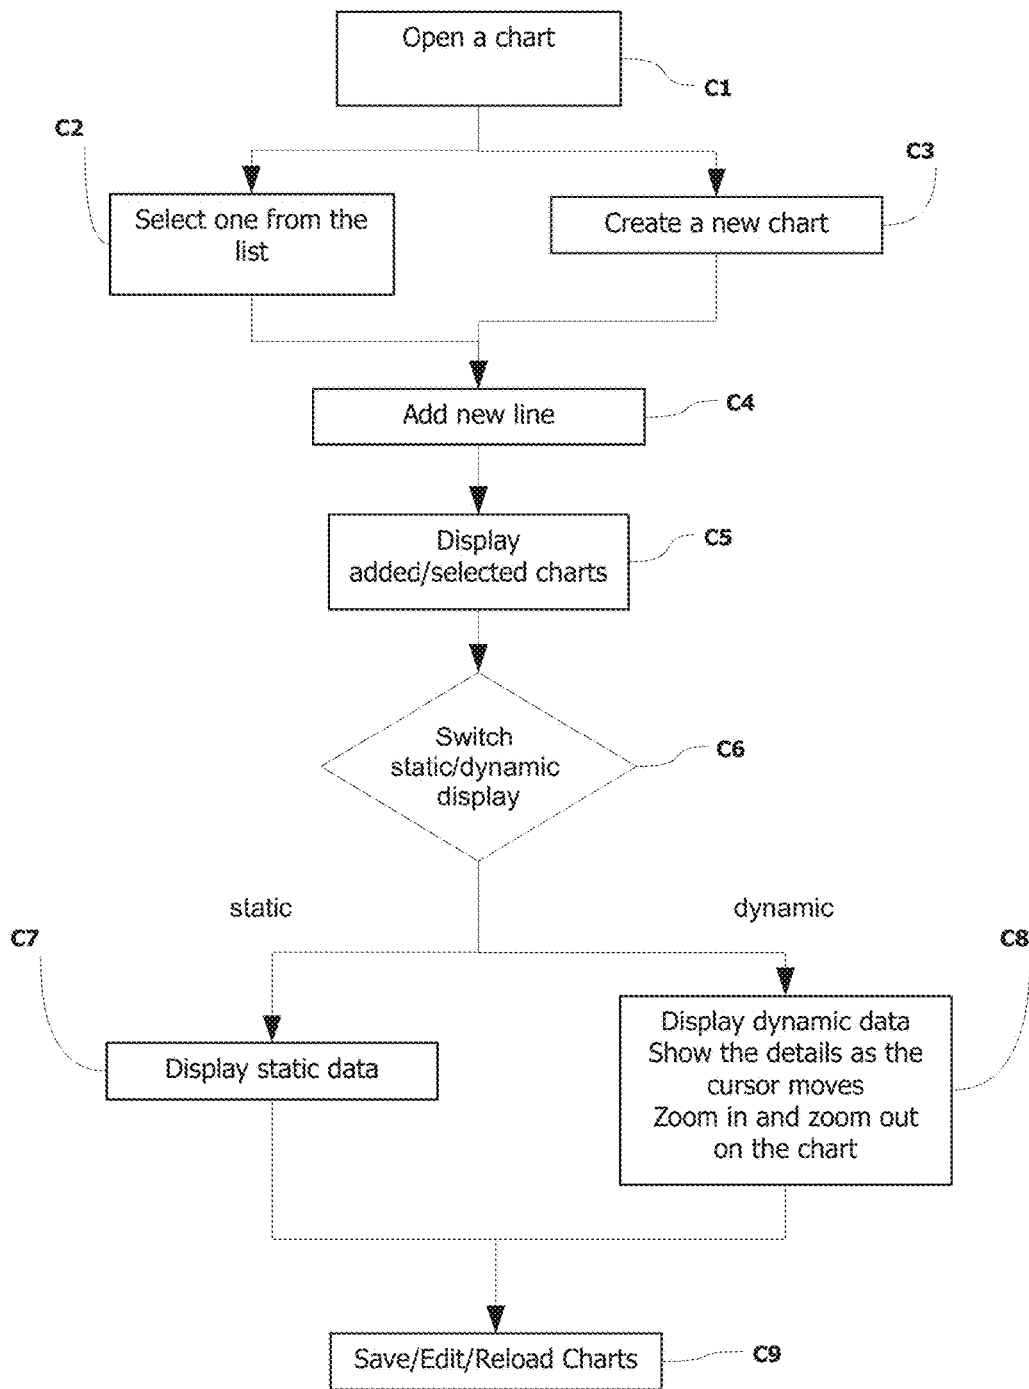 Open a chart
C1
C2
C3
Select one from the
list
Create a new chart
Add new line
C4
Display
added/selected charts
C5
Switch
static/dynamic
display
C6
static
dynamic
C7
C8
Display static data
Display dynamic data
Show the details as the
cursor moves
Zoom in and zoom out
on the chart
Save/Edit/Reload Charts
C9